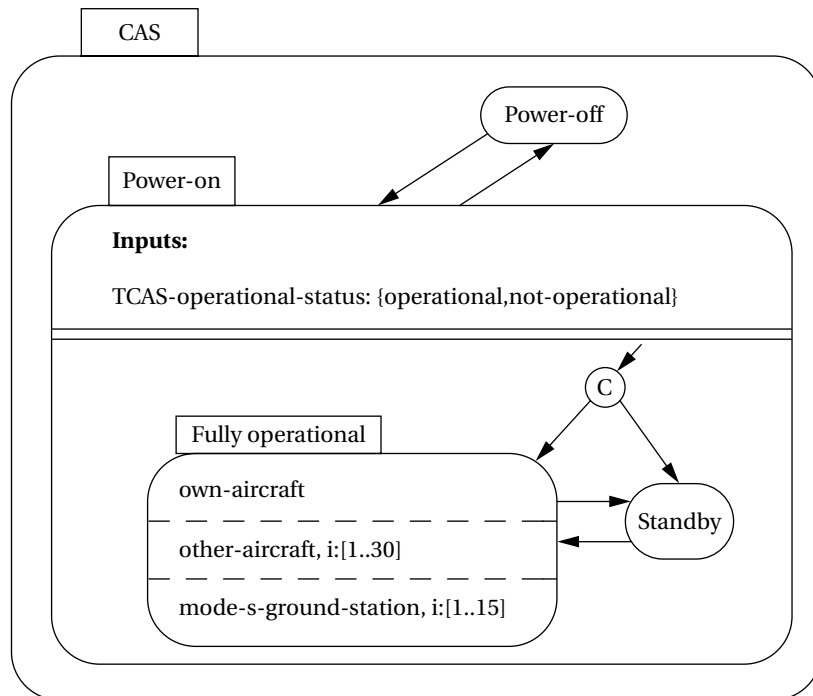 CAS
Power-off
Power-on
Inputs:
TCAS-operational-status: {operational,not-operational}
C
Fully operational
own-aircraft
Standby
other-aircraft, i:[1..30]
mode-s-ground-station, i:[1..15]